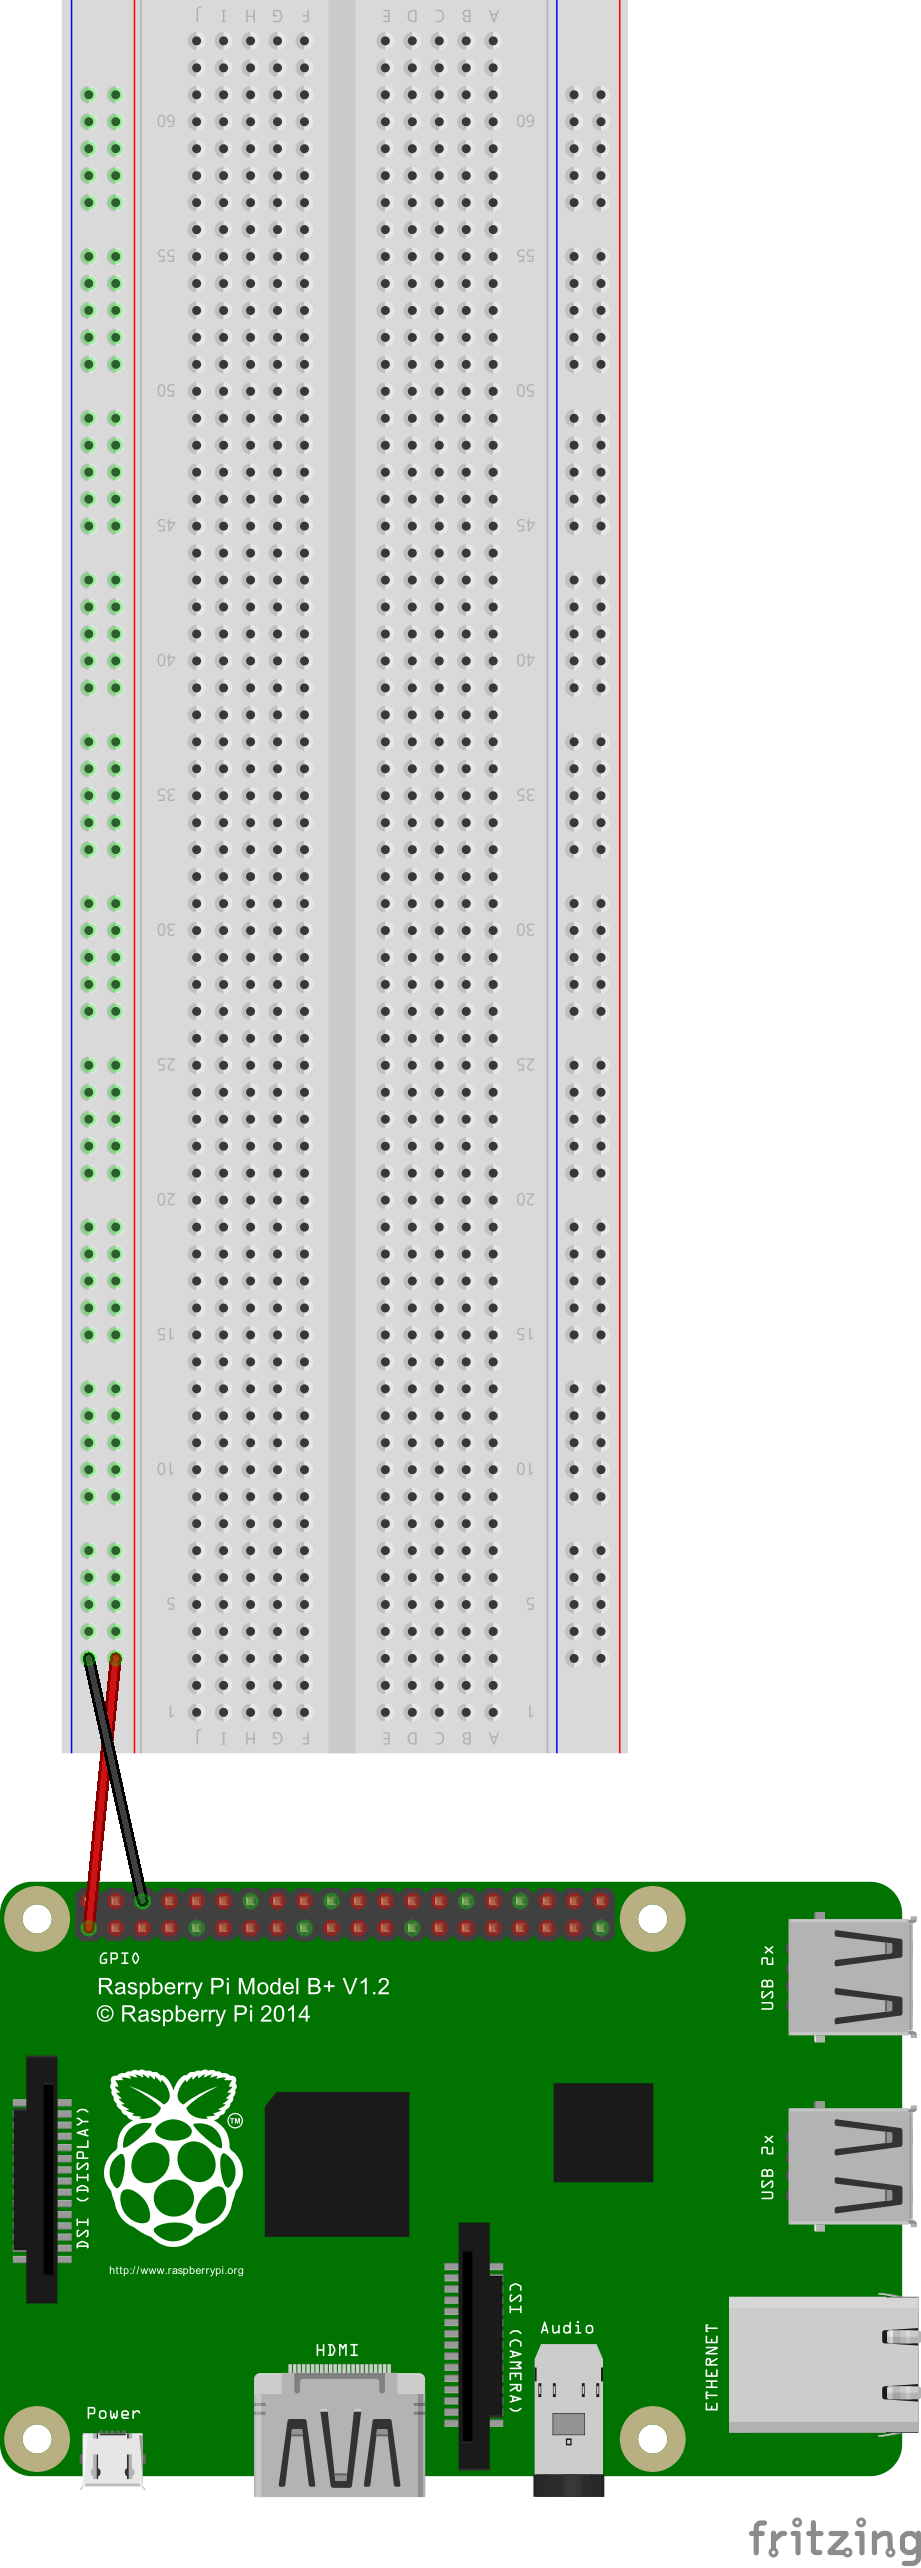 J I H G F E D C B A
60 60
55 55
50 50
45 45
40 40
35 35
30 30
25 25
20 20
15 15
10 10
5 5
1 1
J I H G F E D C B A
GPIO
Raspberry Pi Model B+ V1.2
© Raspberry Pi 2014
USB 2x
TM
DSI (DISPLAY)
USB 2x
http://www.raspberrypi.org
CSI (CAMERA)
Audio
HDMI
ETHERNET
Power
fritzing